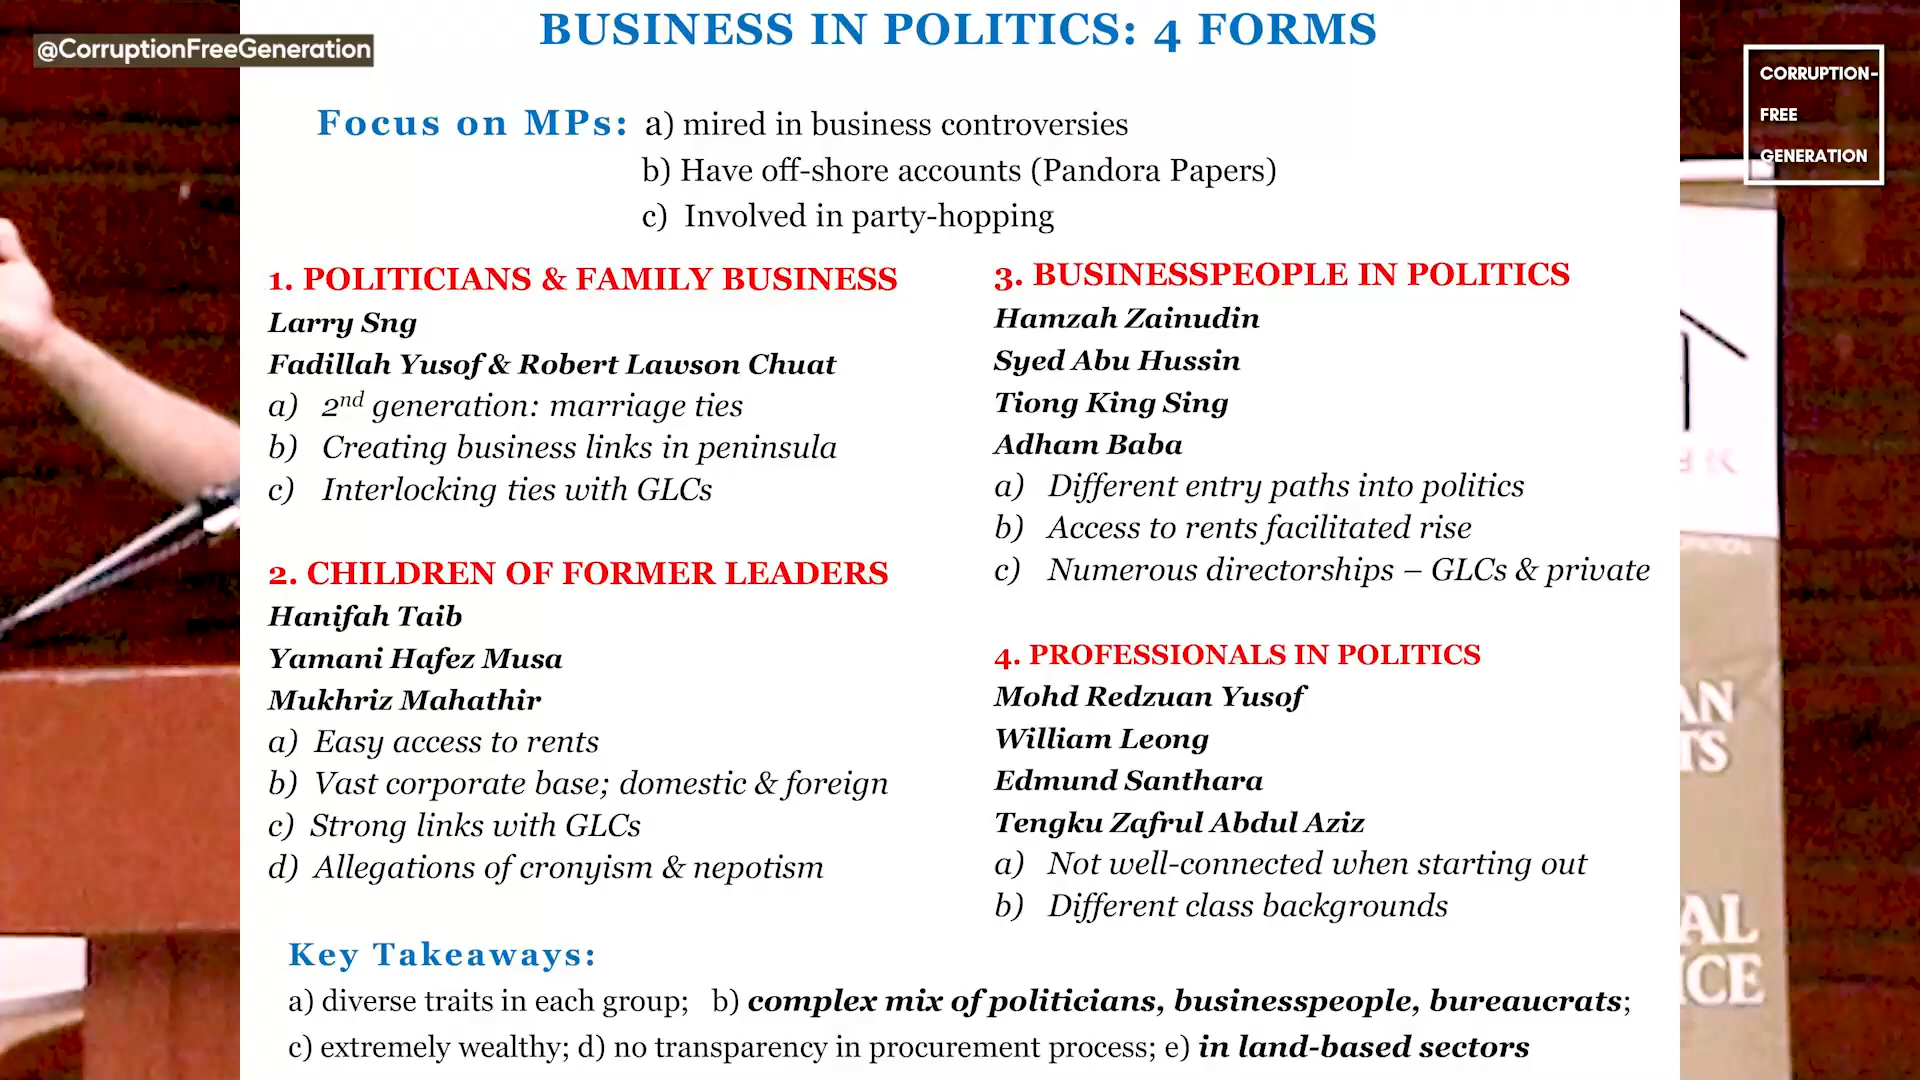 BUSINESS IN POLITICS: 4 FORMS
@CorruptionFreeGeneration
CORRUPTION-
FREE
GENERATION
Focus on MPs: a) mired in business controversies
b) Have off-shore accounts (Pandora Papers)
c) Involved in party-hopping
1. POLITICIANS & FAMILY BUSINESS
Larry Sng
Fadillah Yusof & Robert Lawson Chuat
a) 2nd generation: marriage ties
b) Creating business links in peninsula
c) Interlocking ties with GLCs
2. CHILDREN OF FORMER LEADERS
Hanifah Taib
Yamani Hafez Musa
Mukhriz Mahathir
a) Easy access to rents
b) Vast corporate base; domestic & foreign
c) Strong links with GLCs
d) Allegations of cronyism & nepotism
3. BUSINESSPEOPLE IN POLITICS
Hamzah Zainudin
Syed Abu Hussin
Tiong King Sing
Adham Baba
a) Different entry paths into politics
b) Access to rents facilitated rise
c) Numerous directorships – GLCs & private
4. PROFESSIONALS IN POLITICS
Mohd Redzuan Yusof
William Leong
Edmund Santhara
Tengku Zafrul Abdul Aziz
a) Not well-connected when starting out
b) Different class backgrounds
Key Takeaways:
a) diverse traits in each group; b) complex mix of politicians, businesspeople, bureaucrats;
c) extremely wealthy; d) no transparency in procurement process; e) in land-based sectors